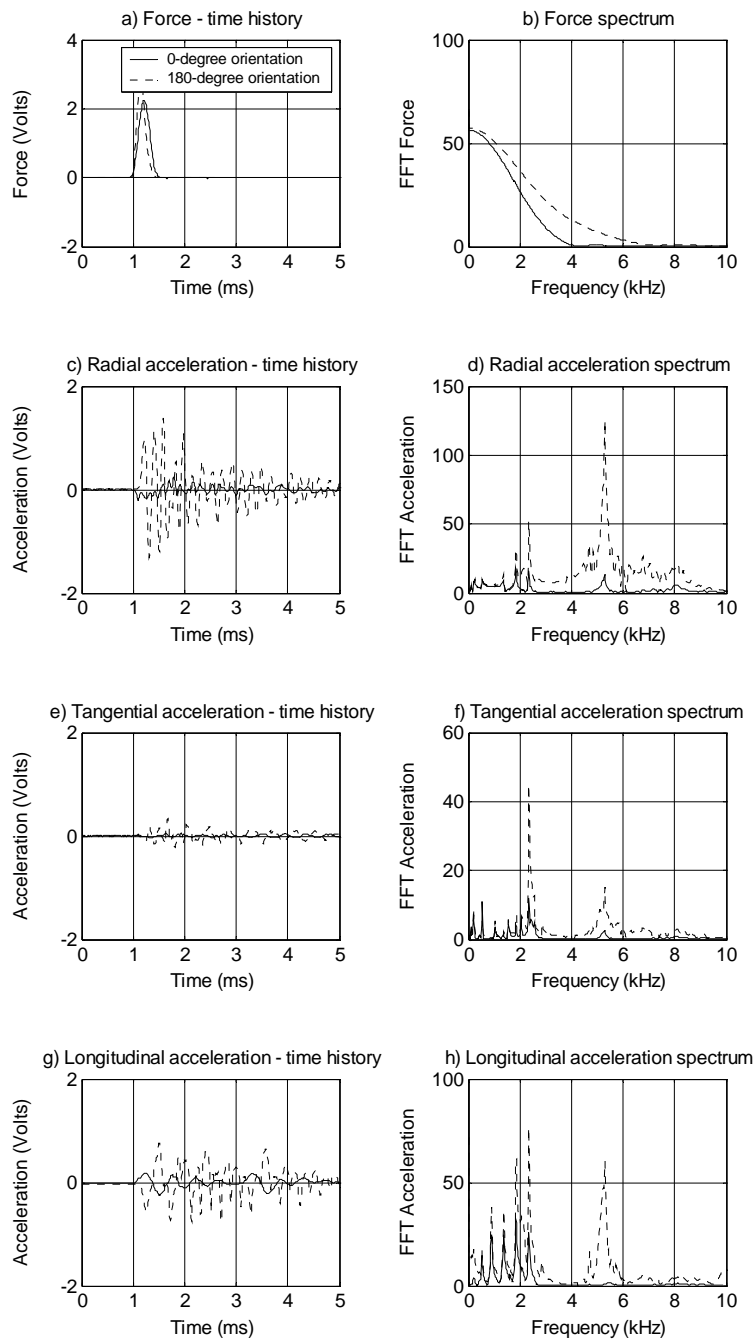 a) Force - time history
4
2
0
-2
0 1 2 3 4 5
Force (Volts)
Time (ms)
0-degree orientation
180-degree orientation
b) Force spectrum
100
50
0
0 2 4 6 8 10
FFT Force
Frequency (kHz)
c) Radial acceleration - time history
2
0
-2
0 1 2 3 4 5
Acceleration (Volts)
Time (ms)
d) Radial acceleration spectrum
150
100
50
0
0 2 4 6 8 10
FFT Acceleration
Frequency (kHz)
e) Tangential acceleration - time history
2
0
-2
0 1 2 3 4 5
Acceleration (Volts)
Time (ms)
f) Tangential acceleration spectrum
60
40
20
0
0 2 4 6 8 10
FFT Acceleration
Frequency (kHz)
g) Longitudinal acceleration - time history
2
0
-2
0 1 2 3 4 5
Acceleration (Volts)
Time (ms)
h) Longitudinal acceleration spectrum
100
50
0
0 2 4 6 8 10
FFT Acceleration
Frequency (kHz)